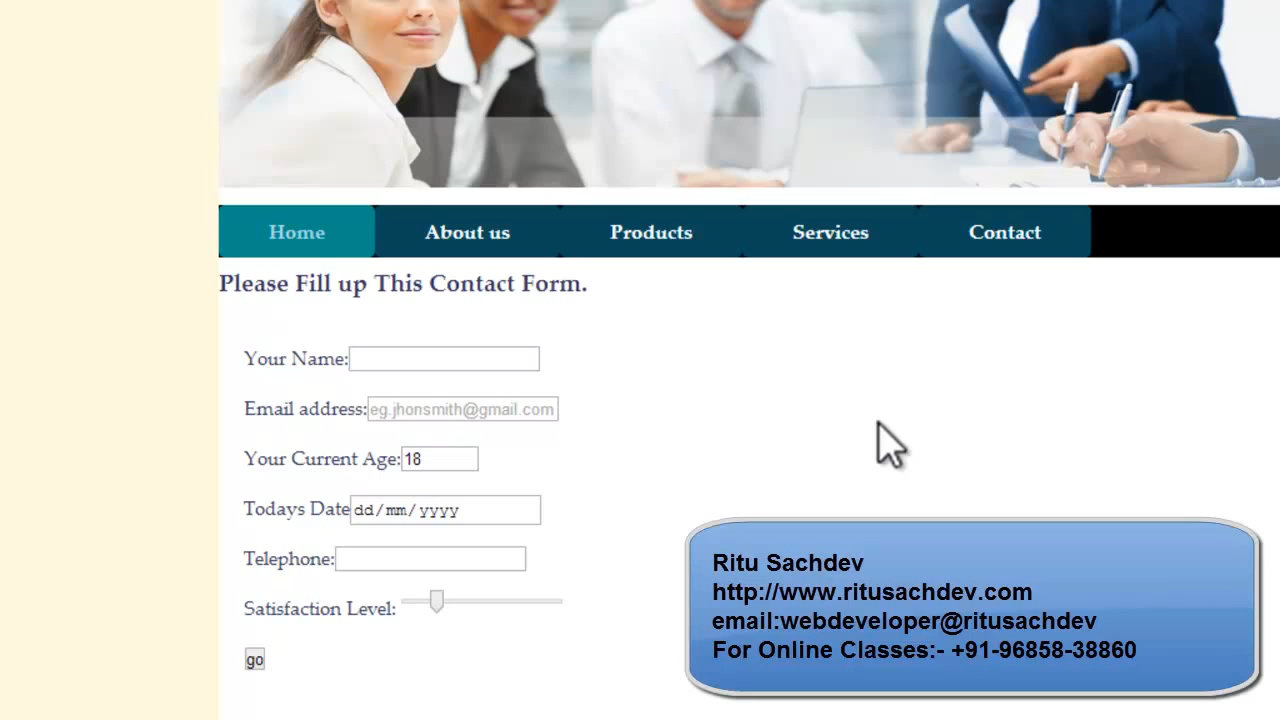 Home About us Products Services Contact
Please Fill up This Contact Form.
Your Name:
Email address: eg.jhonsmith@gmail.com
Your Current Age: 18
Todays Date dd/mm/yyyy
Telephone:
Satisfaction Level:
go
Ritu Sachdev
http://www.ritusachdev.com
email:webdeveloper@ritusachdev
For Online Classes:- +91-96858-38860